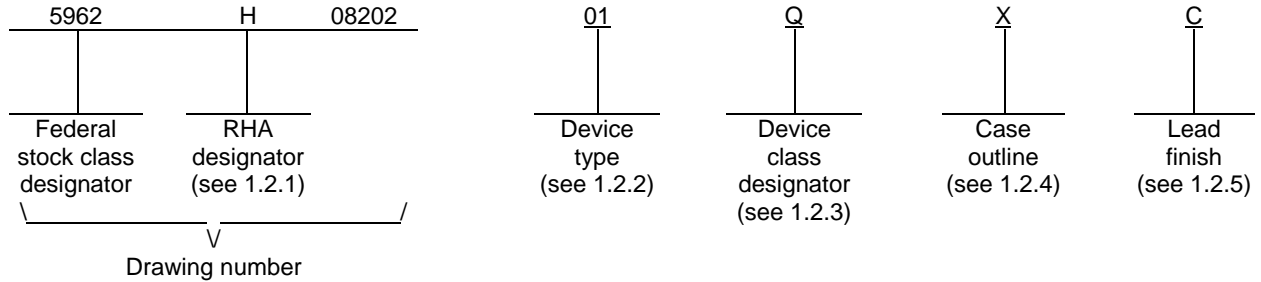 5962 H 08202 01 Q X C
Federal RHA Device Device Case Lead
stock class designator type class outline finish
designator (see 1.2.1) (see 1.2.2) designator (see 1.2.4) (see 1.2.5)
(see 1.2.3)
\ /
\/
Drawing number